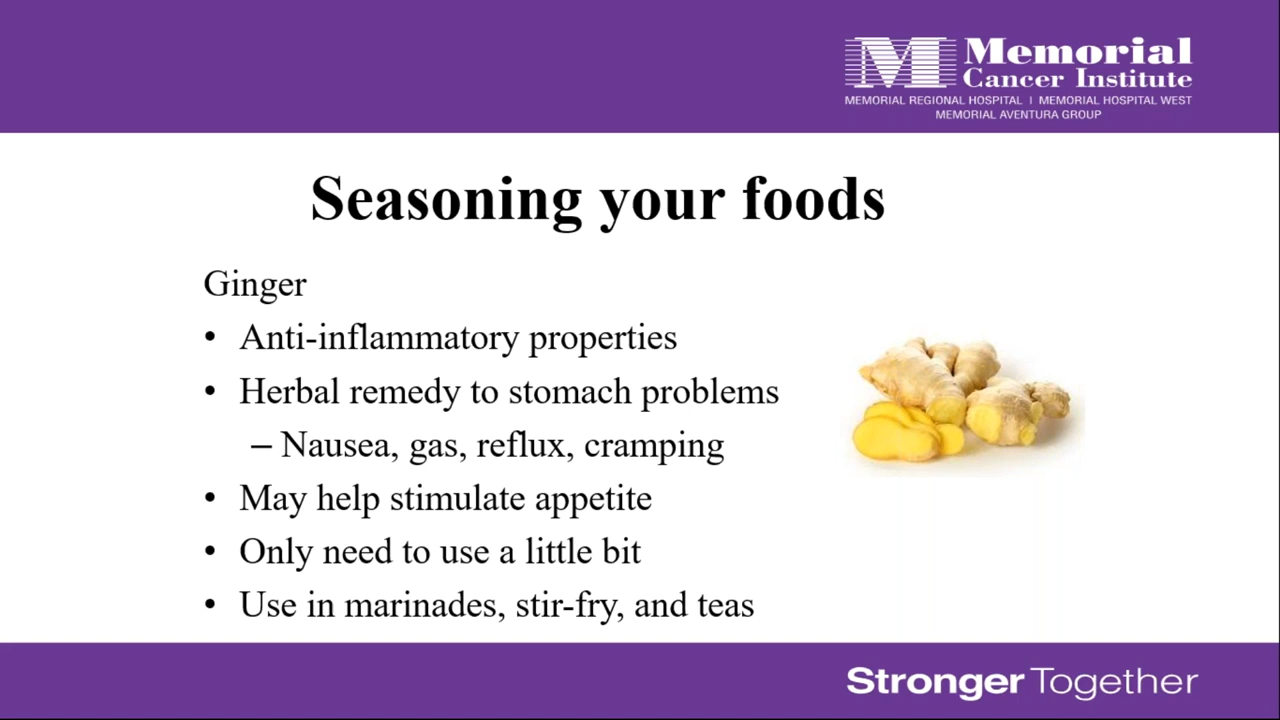 M Memorial
Cancer Institute
MEMORIAL REGIONAL HOSPITAL | MEMORIAL HOSPITAL WEST
MEMORIAL AVENTURA GROUP
Seasoning your foods
Ginger
• Anti-inflammatory properties
• Herbal remedy to stomach problems
– Nausea, gas, reflux, cramping
• May help stimulate appetite
• Only need to use a little bit
• Use in marinades, stir-fry, and teas
Stronger Together